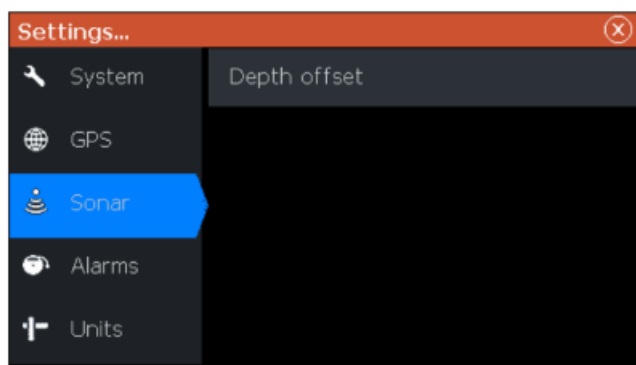 Settings...
System
Depth offset
GPS
Sonar
Alarms
Units